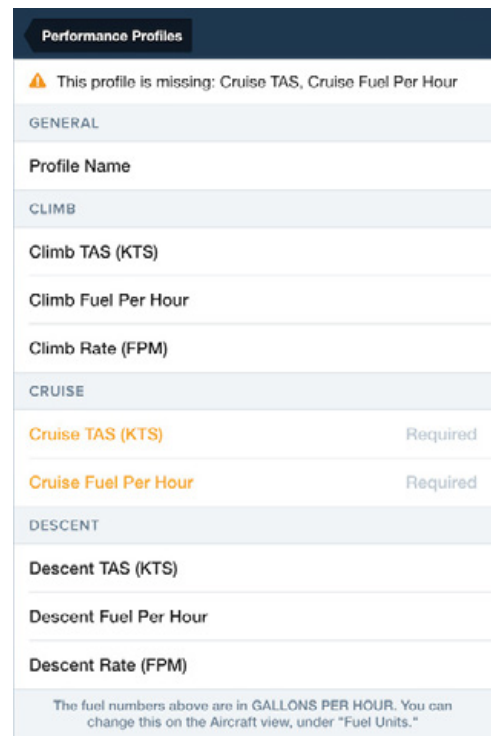 Performance Profiles
This profile is missing: Cruise TAS, Cruise Fuel Per Hour
GENERAL
Profile Name
CLIMB
Climb TAS (KTS)
Climb Fuel Per Hour
Climb Rate (FPM)
CRUISE
Cruise TAS (KTS) Required
Cruise Fuel Per Hour Required
DESCENT
Descent TAS (KTS)
Descent Fuel Per Hour
Descent Rate (FPM)
The fuel numbers above are in GALLONS PER HOUR. You can
change this on the Aircraft view, under "Fuel Units."